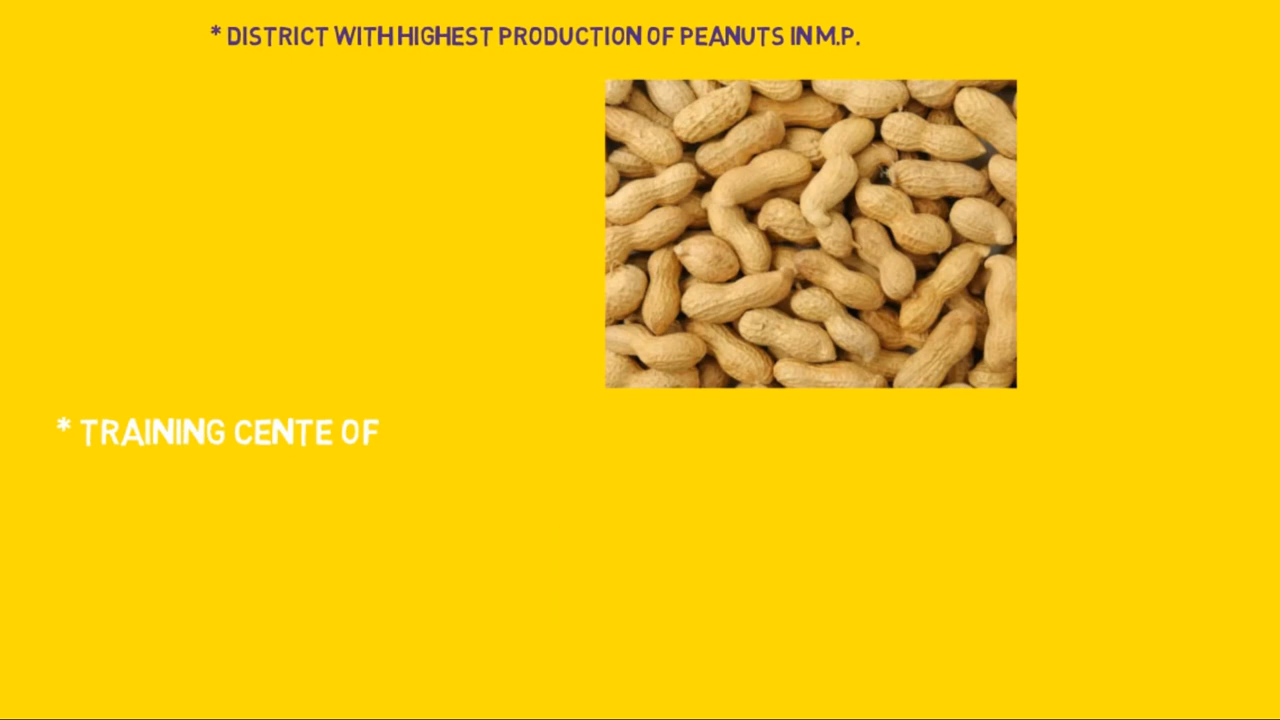 * DISTRICT WITH HIGHEST PRODUCTION OF PEANUTS IN M.P.
* TRAINING CENTE OF